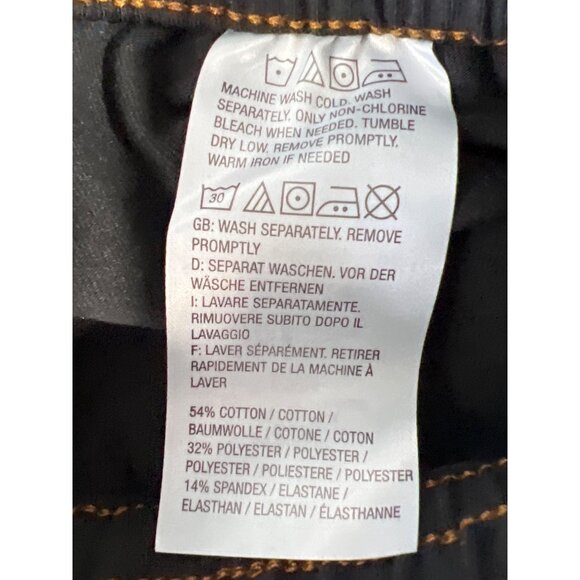 MACHINE WASH COLD. WASH
SEPARATELY. ONLY NON-CHLORINE
BLEACH WHEN NEEDED. TUMBLE
DRY LOW. REMOVE PROMPTLY.
WARM IRON IF NEEDED
30
GB: WASH SEPARATELY. REMOVE
PROMPTLY
D: SEPARAT WASCHEN. VOR DER
WÄSCHE ENTFERNEN
I: LAVARE SEPARATAMENTE.
RIMUOVERE SUBITO DOPO IL
LAVAGGIO
F: LAVER SÉPARÉMENT. RETIRER
RAPIDEMENT DE LA MACHINE À
LAVER
54% COTTON / COTTON /
BAUMWOLLE / COTONE / COTON
32% POLYESTER / POLYESTER /
POLYESTER / POLIESTERE / POLYESTER
14% SPANDEX / ELASTANE /
ELASTHAN / ELASTAN / ÉLASTHANNE